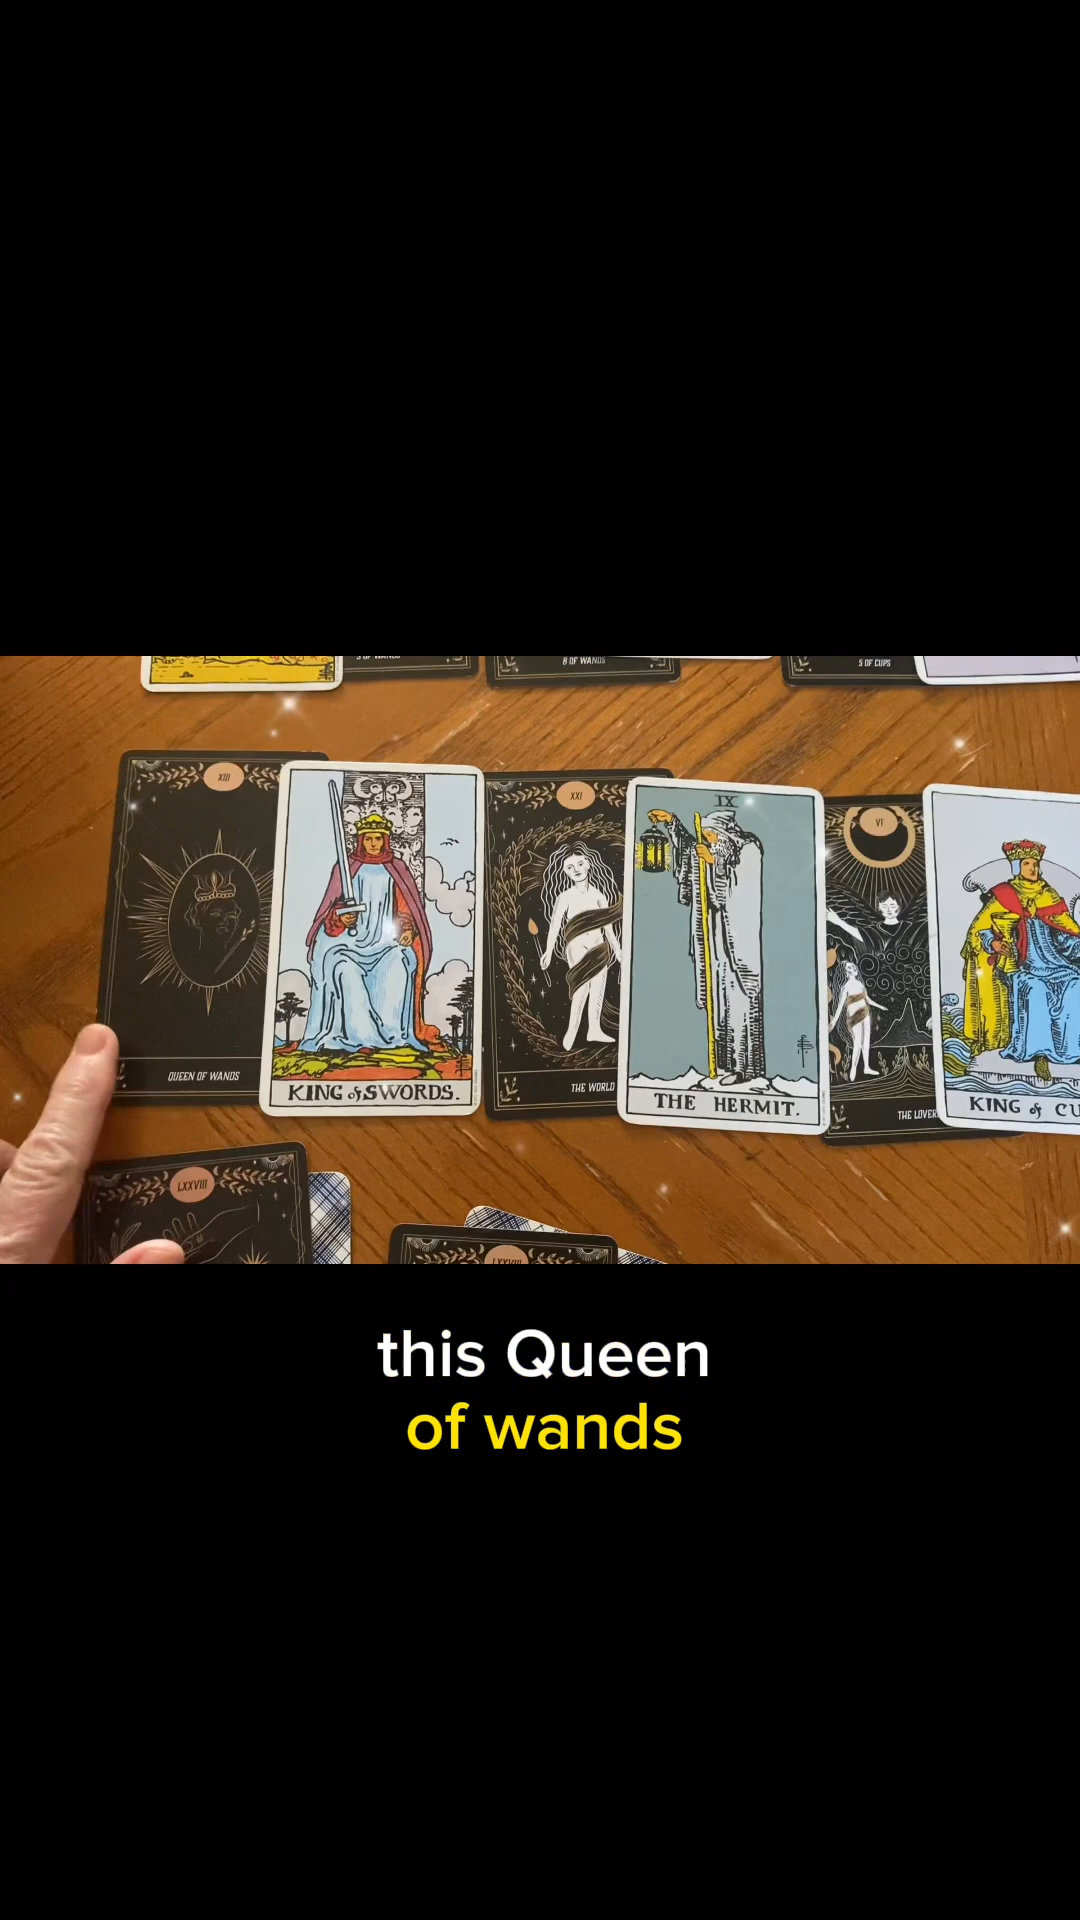 8 OF WANDS
5 OF CUPS
XIII
XXI
IX
VI
QUEEN OF WANDS
KING of SWORDS.
THE WORLD
THE HERMIT.
THE LOVER
KING of CU
LXXVIII
LXXVIII
this Queen
of wands